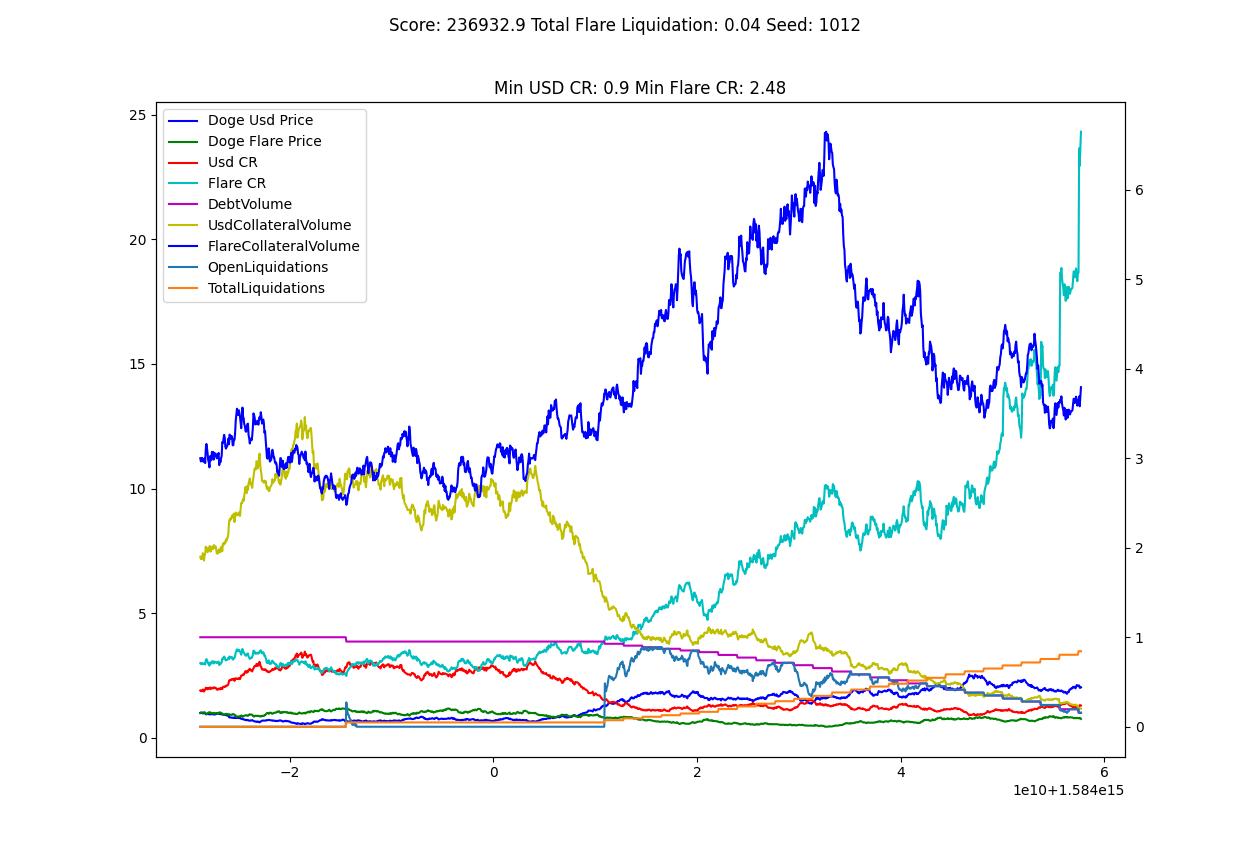 Score: 236932.9 Total Flare Liquidation: 0.04 Seed: 1012
Min USD CR: 0.9 Min Flare CR: 2.48
Doge Usd Price
Doge Flare Price
Usd CR
Flare CR
DebtVolume
UsdCollateralVolume
FlareCollateralVolume
OpenLiquidations
TotalLiquidations
25
20
15
10
5
0
6
5
4
3
2
1
0
−2
0
2
4
6
1e10+1.584e15